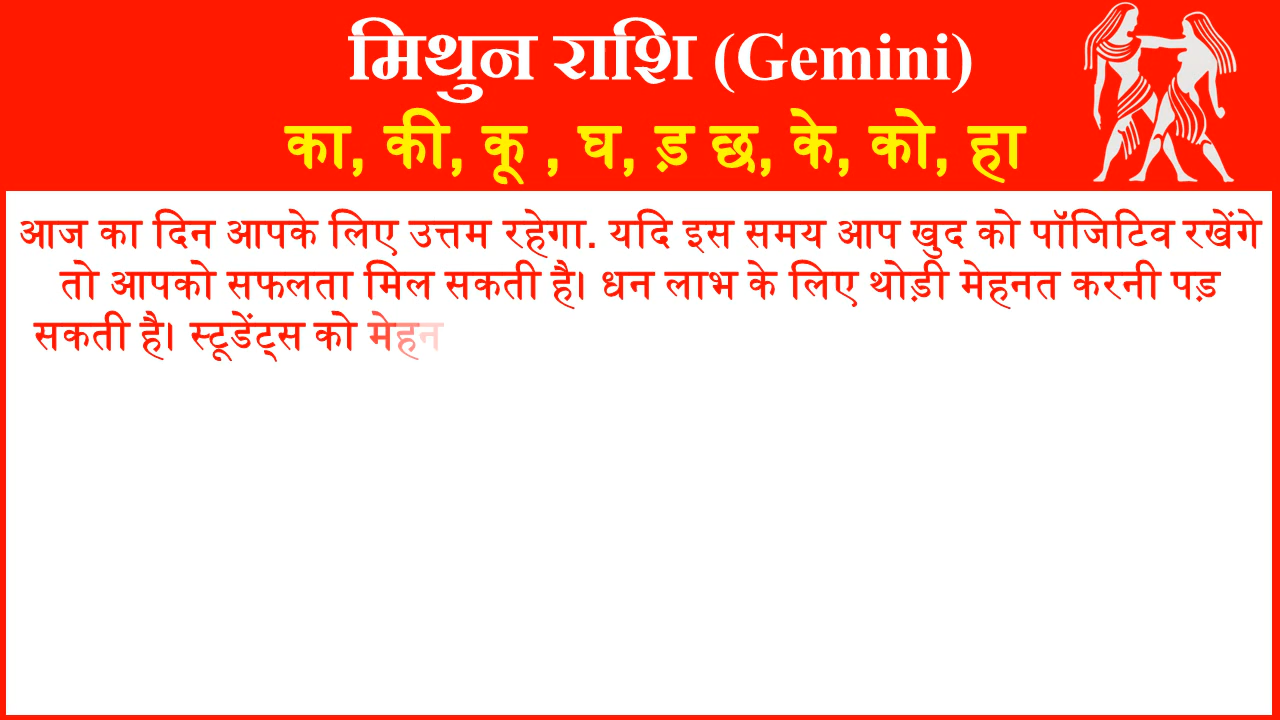 मिथुन राशि (Gemini)
का, की, कू , घ, ड़ छ, के, को, हा
आज का दिन आपके लिए उत्तम रहेगा. यदि इस समय आप खुद को पॉजिटिव रखेंगे
तो आपको सफलता मिल सकती है। धन लाभ के लिए थोड़ी मेहनत करनी पड़
सकती है। स्टूडेंट्स को मेहन